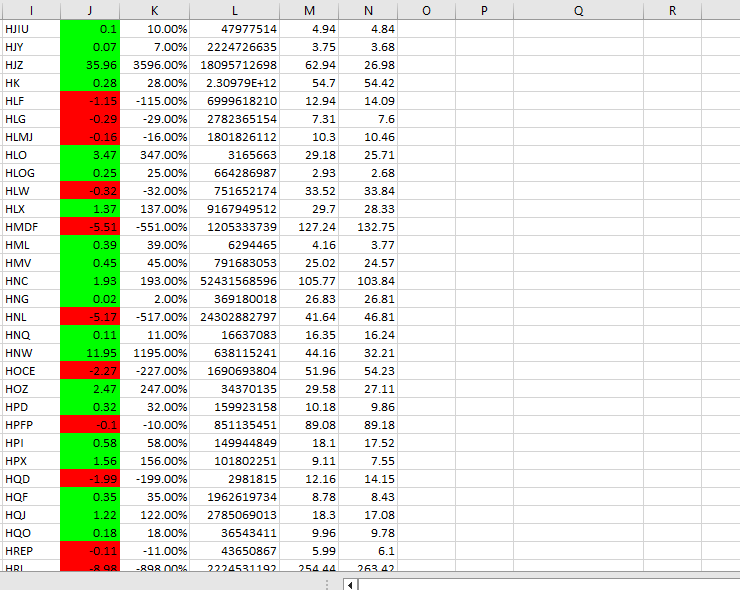 I J K L M N O P Q R
HJIU 0.1 10.00% 47977514 4.94 4.84
HJY 0.07 7.00% 2224726635 3.75 3.68
HJZ 35.96 3596.00% 18095712698 62.94 26.98
HK 0.28 28.00% 2.30979E+12 54.7 54.42
HLF -1.15 -115.00% 6999618210 12.94 14.09
HLG -0.29 -29.00% 2782365154 7.31 7.6
HLMJ -0.16 -16.00% 1801826112 10.3 10.46
HLO 3.47 347.00% 3165663 29.18 25.71
HLOG 0.25 25.00% 664286987 2.93 2.68
HLW -0.32 -32.00% 751652174 33.52 33.84
HLX 1.37 137.00% 9167949512 29.7 28.33
HMDF -5.51 -551.00% 1205333739 127.24 132.75
HML 0.39 39.00% 6294465 4.16 3.77
HMV 0.45 45.00% 791683053 25.02 24.57
HNC 1.93 193.00% 52431568596 105.77 103.84
HNG 0.02 2.00% 369180018 26.83 26.81
HNL -5.17 -517.00% 24302882797 41.64 46.81
HNQ 0.11 11.00% 16637083 16.35 16.24
HNW 11.95 1195.00% 638115241 44.16 32.21
HOCE -2.27 -227.00% 1690693804 51.96 54.23
HOZ 2.47 247.00% 34370135 29.58 27.11
HPD 0.32 32.00% 159923158 10.18 9.86
HPFP -0.1 -10.00% 851135451 89.08 89.18
HPI 0.58 58.00% 149944849 18.1 17.52
HPX 1.56 156.00% 101802251 9.11 7.55
HQD -1.99 -199.00% 2981815 12.16 14.15
HQF 0.35 35.00% 1962619734 8.78 8.43
HQJ 1.22 122.00% 2785069013 18.3 17.08
HQO 0.18 18.00% 36543411 9.96 9.78
HREP -0.11 -11.00% 43650867 5.99 6.1
HRL -8.98 -898.00% 2224531192 254.44 263.42